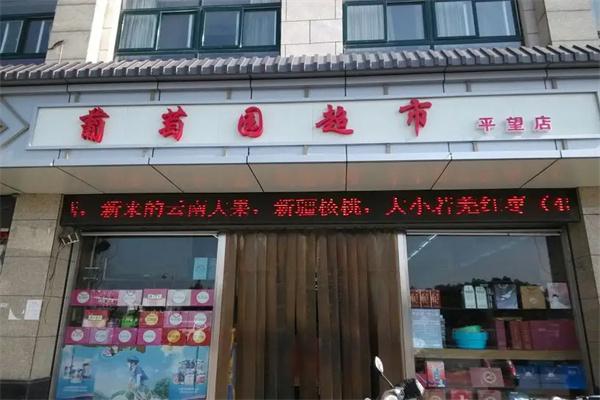 葡萄园超市 平望店
新来的云南大果，新疆核桃，大小若羌红枣（